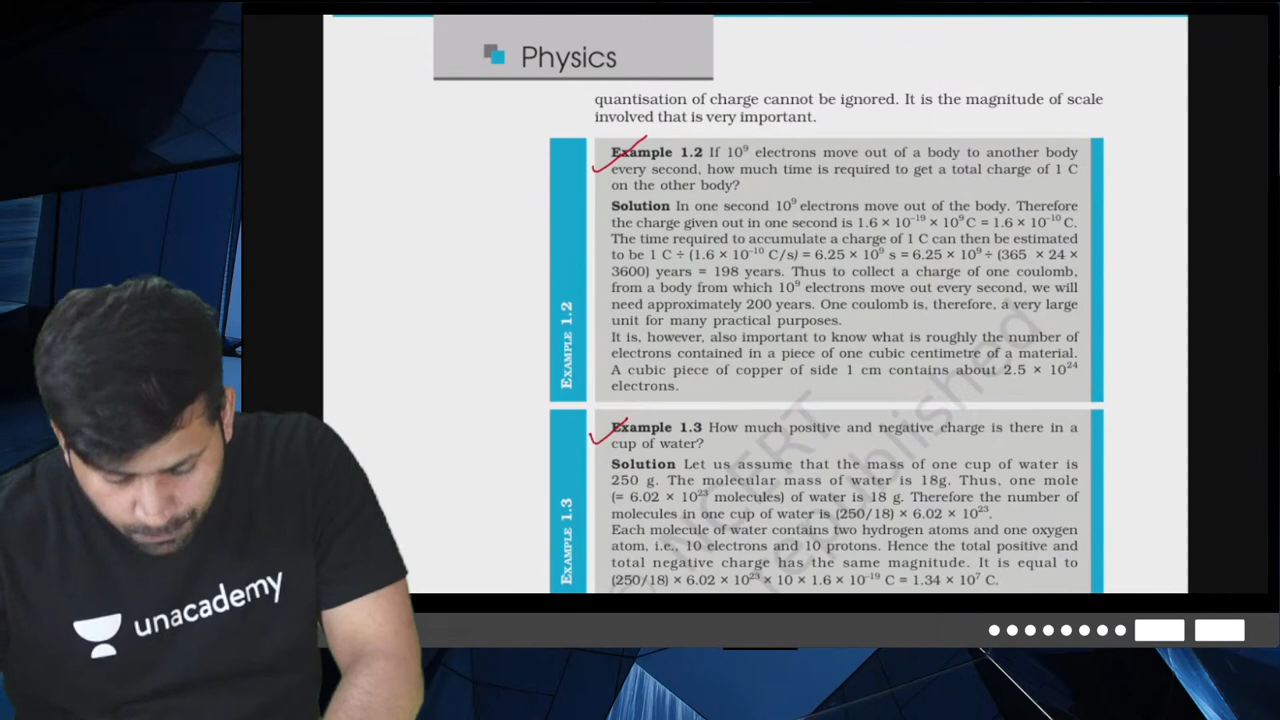 Physics
quantisation of charge cannot be ignored. It is the magnitude of scale
involved that is very important.
Example 1.2 If 10⁹ electrons move out of a body to another body
every second, how much time is required to get a total charge of 1 C
on the other body?
Solution In one second 10⁹ electrons move out of the body. Therefore
the charge given out in one second is 1.6 × 10⁻¹⁹ × 10⁹ C = 1.6 × 10⁻¹⁰ C.
The time required to accumulate a charge of 1 C can then be estimated
to be 1 C ÷ (1.6 × 10⁻¹⁰ C/s) = 6.25 × 10⁹ s = 6.25 × 10⁹ ÷ (365 × 24 ×
3600) years = 198 years. Thus to collect a charge of one coulomb,
from a body from which 10⁹ electrons move out every second, we will
need approximately 200 years. One coulomb is, therefore, a very large
unit for many practical purposes.
It is, however, also important to know what is roughly the number of
electrons contained in a piece of one cubic centimetre of a material.
A cubic piece of copper of side 1 cm contains about 2.5 × 10²⁴
electrons.
EXAMPLE 1.2
Example 1.3 How much positive and negative charge is there in a
cup of water?
Solution Let us assume that the mass of one cup of water is
250 g. The molecular mass of water is 18g. Thus, one mole
(= 6.02 × 10²³ molecules) of water is 18 g. Therefore the number of
molecules in one cup of water is (250/18) × 6.02 × 10²³.
Each molecule of water contains two hydrogen atoms and one oxygen
atom, i.e., 10 electrons and 10 protons. Hence the total positive and
total negative charge has the same magnitude. It is equal to
(250/18) × 6.02 × 10²³ × 10 × 1.6 × 10⁻¹⁹ C = 1.34 × 10⁷ C.
EXAMPLE 1.3
NCERT
republished
unacademy